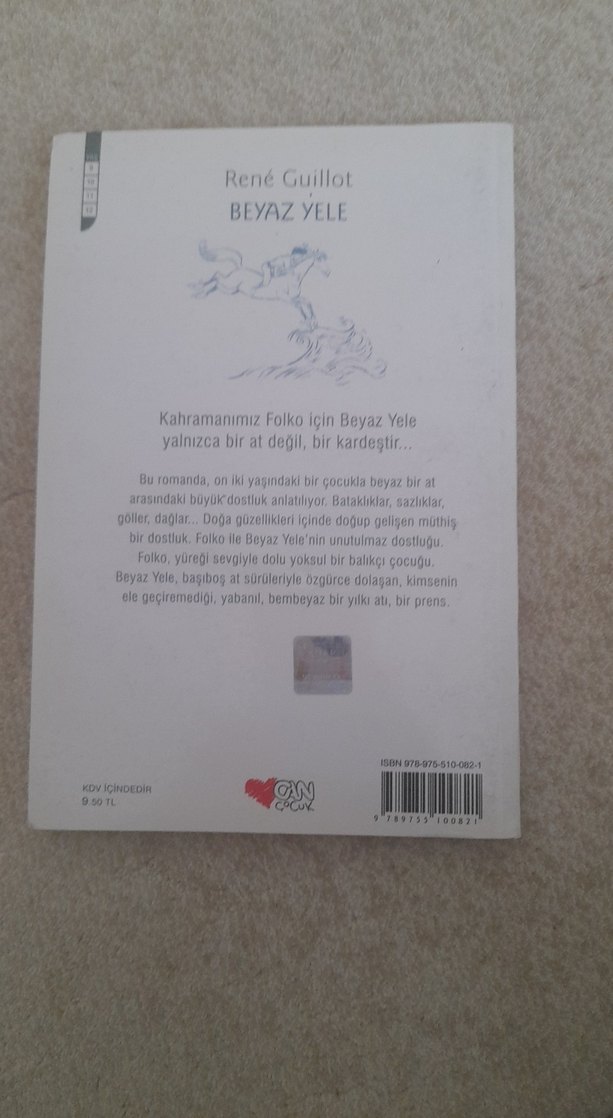 René Guillot
BEYAZ YELE
Kahramanımız Folko için Beyaz Yele
yalnızca bir at değil, bir kardeştir...
Bu romanda, on iki yaşındaki bir çocukla beyaz bir at
arasındaki büyük dostluk anlatılıyor. Bataklıklar, sazlıklar,
göller, dağlar... Doğa güzellikleri içinde doğup gelişen müthiş
bir dostluk. Folko ile Beyaz Yele'nin unutulmaz dostluğu.
Folko, yüreği sevgiyle dolu yoksul bir balıkçı çocuğu.
Beyaz Yele, başıboş at sürüleriyle özgürce dolaşan, kimsenin
ele geçiremediği, yabanıl, bembeyaz bir yılkı atı, bir prens.
ISBN 978-975-510-082-1
KDV İÇİNDEDİR
9.50 TL
CAN
ÇOCUK
9 789755 100821